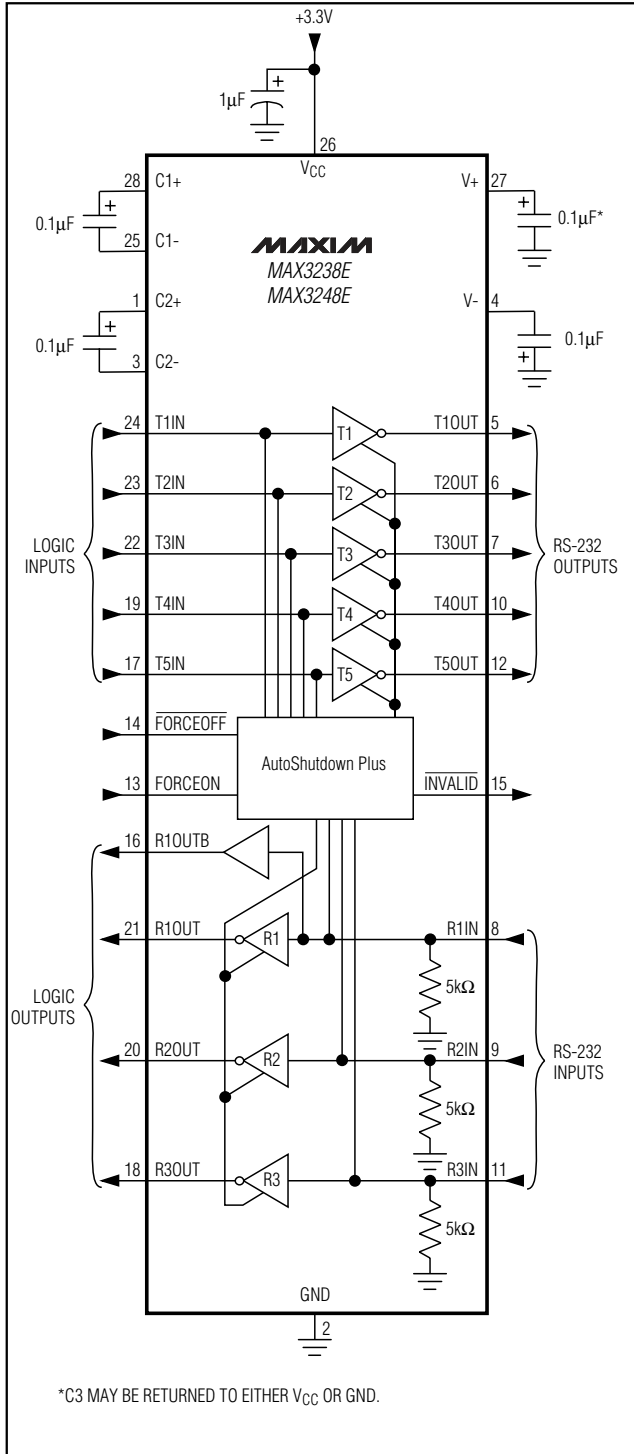 +3.3V
1μF
26
VCC
28 C1+
0.1μF
25 C1-
V+ 27
0.1μF*
MAXIM
MAX3238E
MAX3248E
1 C2+
0.1μF
3 C2-
V- 4
0.1μF
24 T1IN T1 T1OUT 5
23 T2IN T2 T2OUT 6
LOGIC
INPUTS
22 T3IN T3 T3OUT 7
RS-232
OUTPUTS
19 T4IN T4 T4OUT 10
17 T5IN T5 T5OUT 12
14 FORCEOFF
AutoShutdown Plus
13 FORCEON
INVALID 15
16 R1OUTB
21 R1OUT R1 R1IN 8
5kΩ
LOGIC
OUTPUTS
20 R2OUT R2 R2IN 9
RS-232
INPUTS
5kΩ
18 R3OUT R3 R3IN 11
5kΩ
GND
2
*C3 MAY BE RETURNED TO EITHER VCC OR GND.